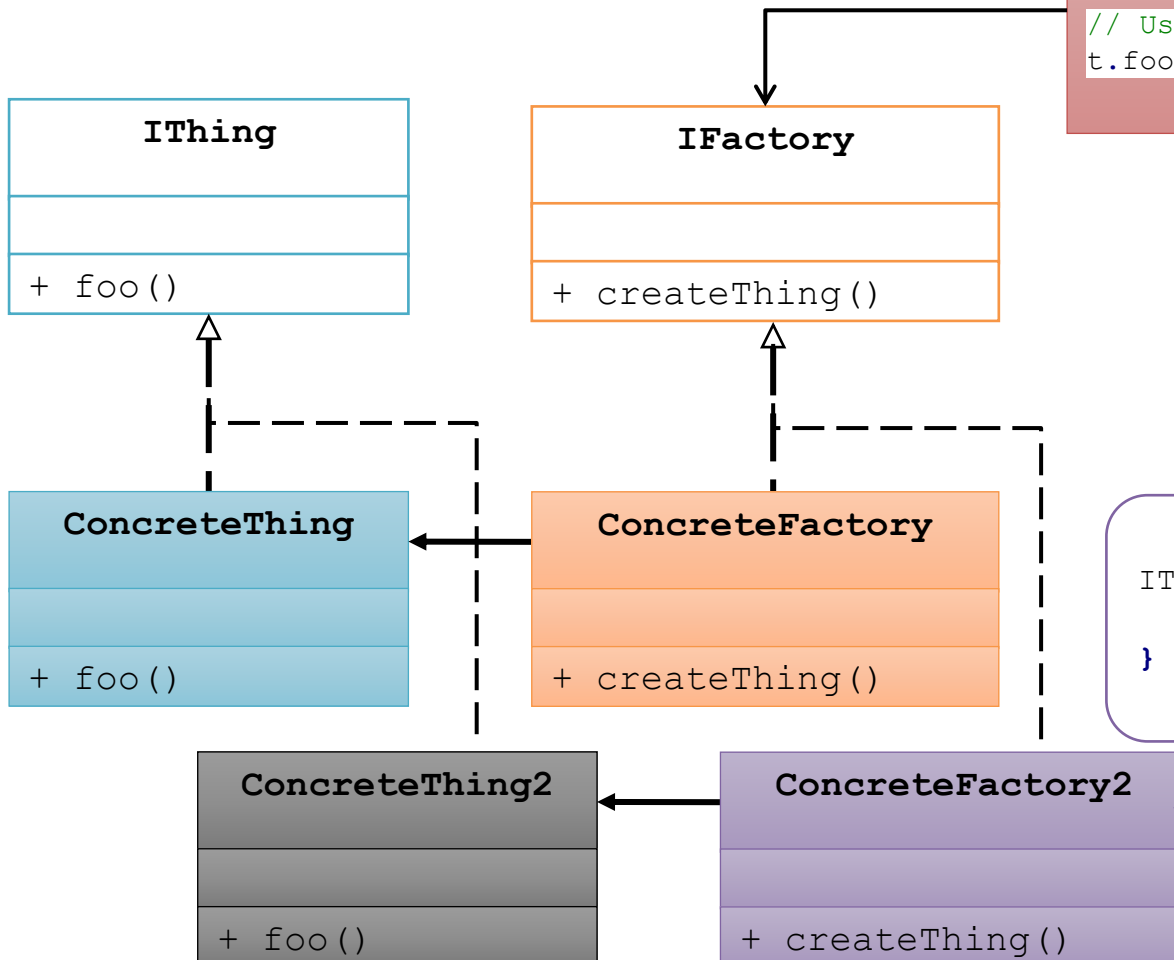 // Us
t.foo
IThing
+ foo()
IFactory
+ createThing()
ConcreteThing
+ foo()
ConcreteFactory
+ createThing()
IT
}
ConcreteThing2
+ foo()
ConcreteFactory2
+ createThing()